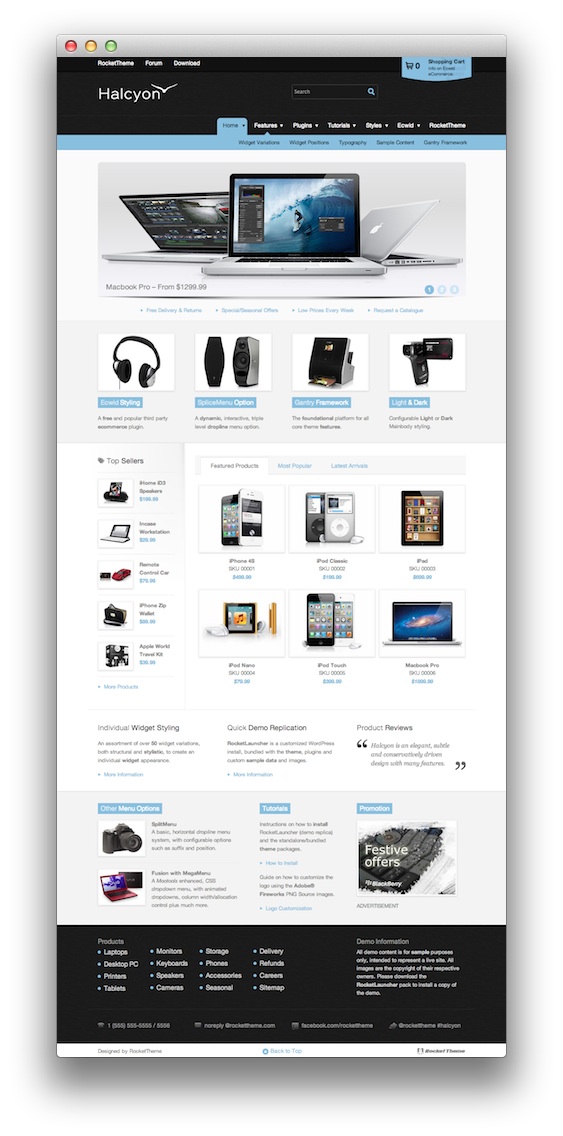 RocketTheme Forum Download
0 Shopping Cart
Info on Ecwid
eCommerce
Halcyon
Search
Home Features Plugins Tutorials Styles Ecwid RocketTheme
Widget Variations Widget Positions Typography Sample Content Gantry Framework
Macbook Pro – From $1299.99
1 2 3
Free Delivery & Returns Special/Seasonal Offers Low Prices Every Week Request a Catalogue
Ecwid Styling
A free and popular third party
ecommerce plugin.
SpliceMenu Option
A dynamic, interactive, triple
level dropline menu option.
Gantry Framework
The foundational platform for all
core theme features.
Light & Dark
Configurable Light or Dark
Mainbody styling.
Top Sellers
iHome iD3
Speakers
$199.99
Incase
Workstation
Remote
Control Car
$79.99
iPhone Zip
Wallet
Apple World
Travel Kit
$39.99
More Products
Featured Products Most Popular Latest Arrivals
iPhone 4S
SKU 00001
iPod Classic
SKU 00002
iPad
SKU 00003
iPod Nano
SKU 00004
$79.99
iPod Touch
SKU 00005
Macbook Pro
SKU 00006
Individual Widget Styling
An assortment of over 50 widget variations,
both structural and stylistic, to create an
individual widget appearance.
More Information
Quick Demo Replication
RocketLauncher is a customized WordPress
install, bundled with the theme, plugins and
custom sample data and images.
More Information
Product Reviews
“ Halcyon is an elegant, subtle
and conservatively driven
design with many features. ”
Other Menu Options
SplitMenu
A basic, horizontal dropline menu
system, with configurable options
such as suffix and position.
Fusion with MegaMenu
A Mootools enhanced, CSS
dropdown menu, with animated
dropdowns, column width/allocation
control plus much more
Tutorials
Instructions on how to install
RocketLauncher (demo replica)
and the standalone/bundled
theme packages.
How to Install
Guide on how to customize the
logo using the Adobe®
Fireworks PNG Source images.
Logo Customization
Promotion
Festive
offers
BlackBerry
ADVERTISEMENT
Products
Laptops
Desktop PC
Printers
Tablets
Monitors
Keyboards
Speakers
Cameras
Storage
Phones
Accessories
Seasonal
Delivery
Refunds
Careers
Sitemap
Demo Information
All demo content is for sample purposes
only, intended to represent a live site. All
images are the copyright of their respective
owners. Please download the
RocketLauncher pack to install a copy of
the demo.
1 (555) 555-5555 / 5556 noreply @rockettheme.com facebook.com/rockettheme @rockettheme #halcyon
Designed by RocketTheme Back to Top RocketTheme